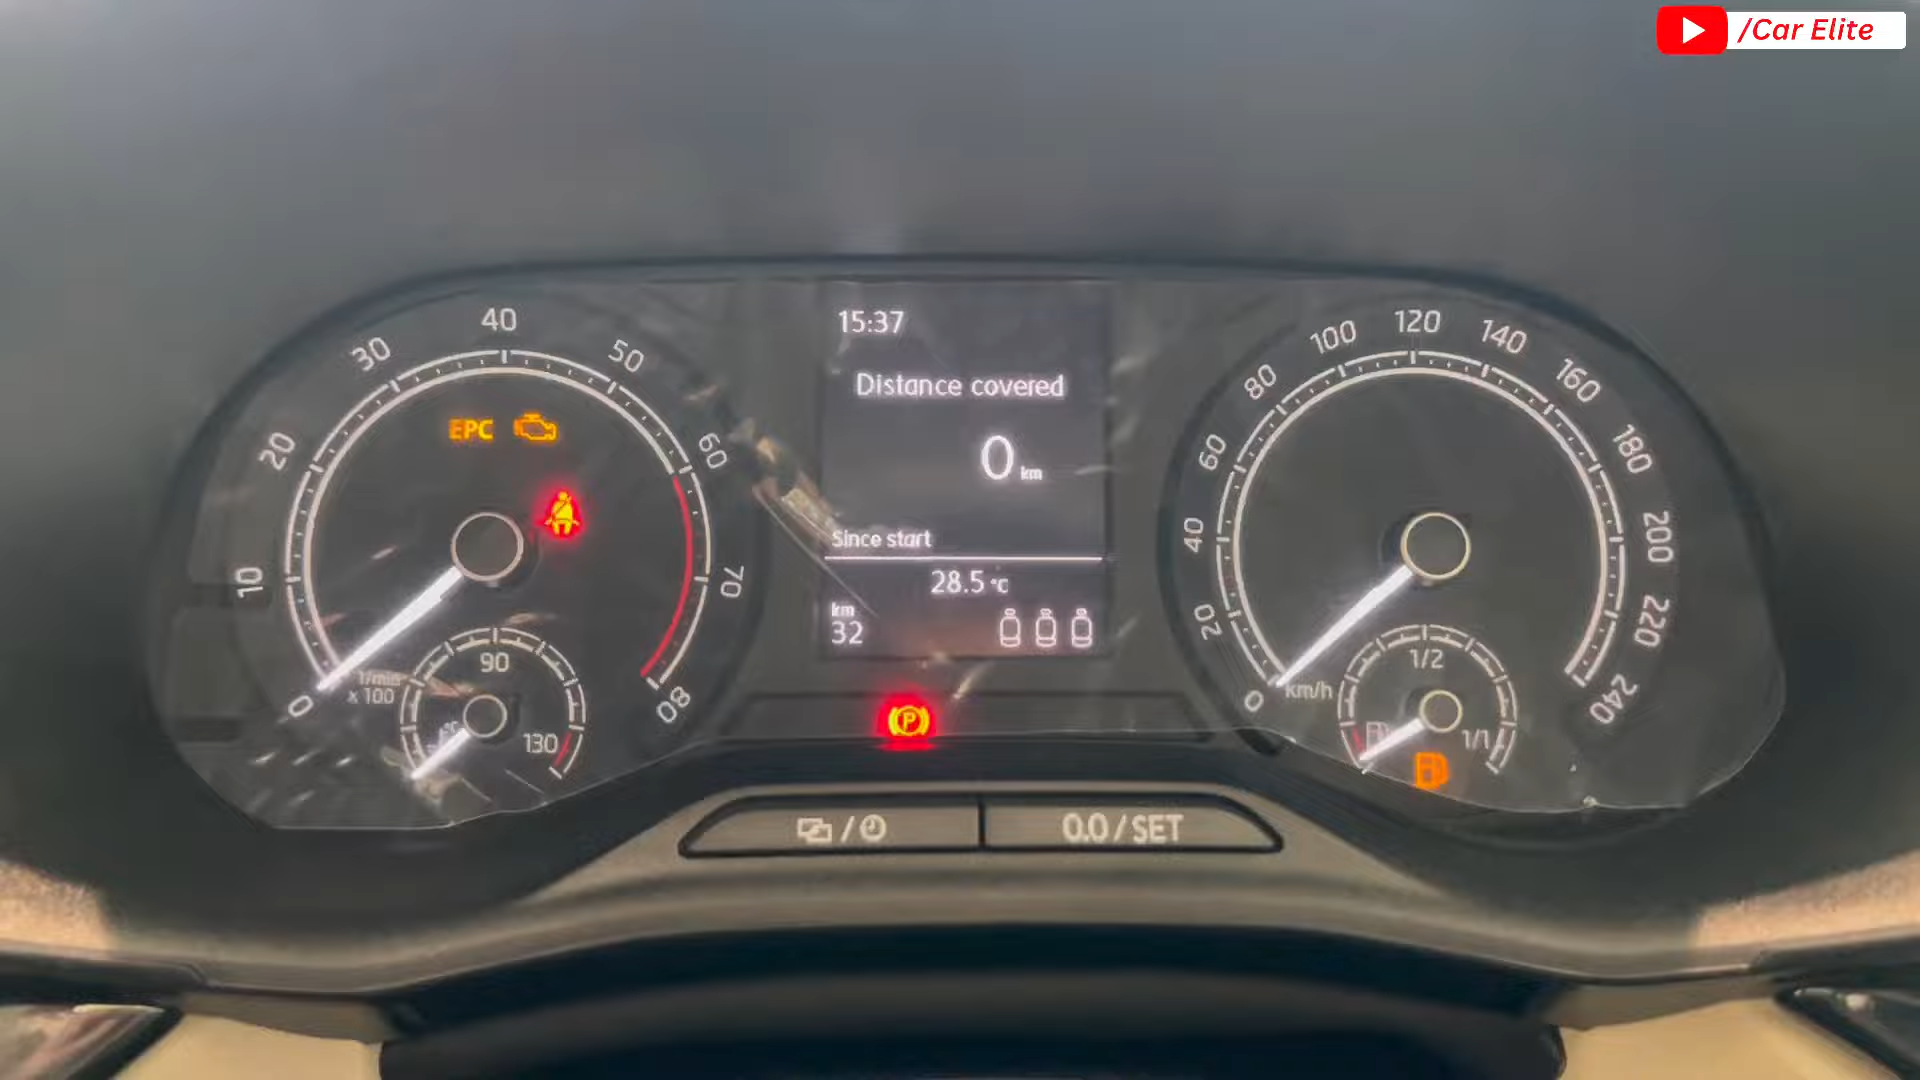 /Car Elite
0
10
20
30
40
50
60
70
80
1/min
x 100
EPC
90
130
°C
15:37
Distance covered
0 km
Since start
28.5 °C
km
32
P
0
20
40
60
80
100
120
140
160
180
200
220
240
km/h
1/2
1/1
/
0.0 / SET